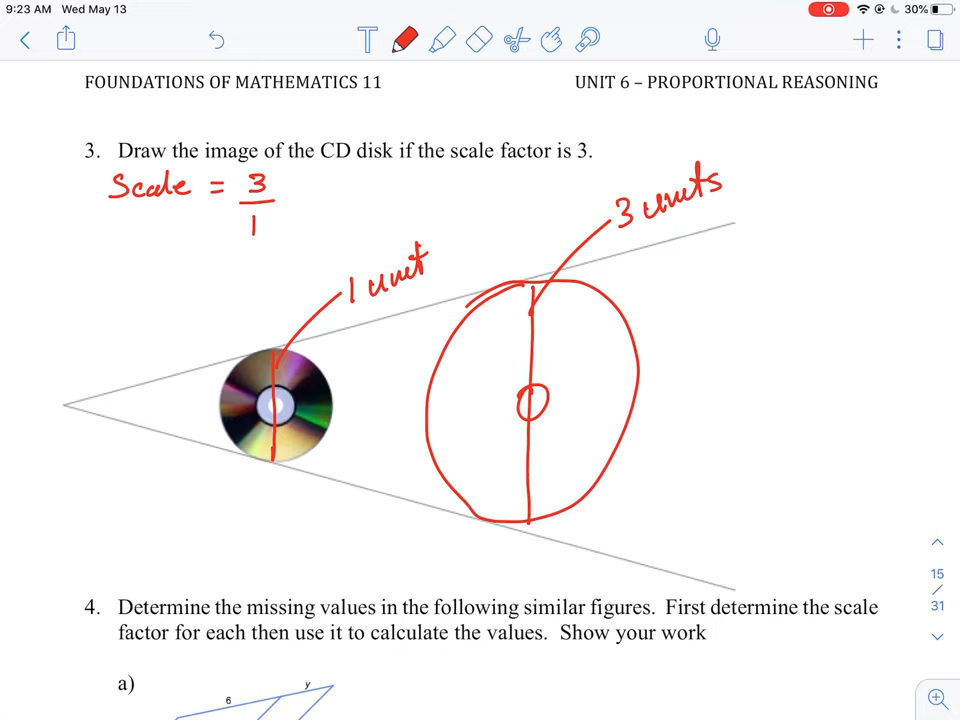 9:23 AM Wed May 13
30%
T
FOUNDATIONS OF MATHEMATICS 11
UNIT 6 – PROPORTIONAL REASONING
3. Draw the image of the CD disk if the scale factor is 3.
Scale = 3
1
3 units
1 unit
15
/
31
4. Determine the missing values in the following similar figures. First determine the scale
factor for each then use it to calculate the values. Show your work
a)
y
6